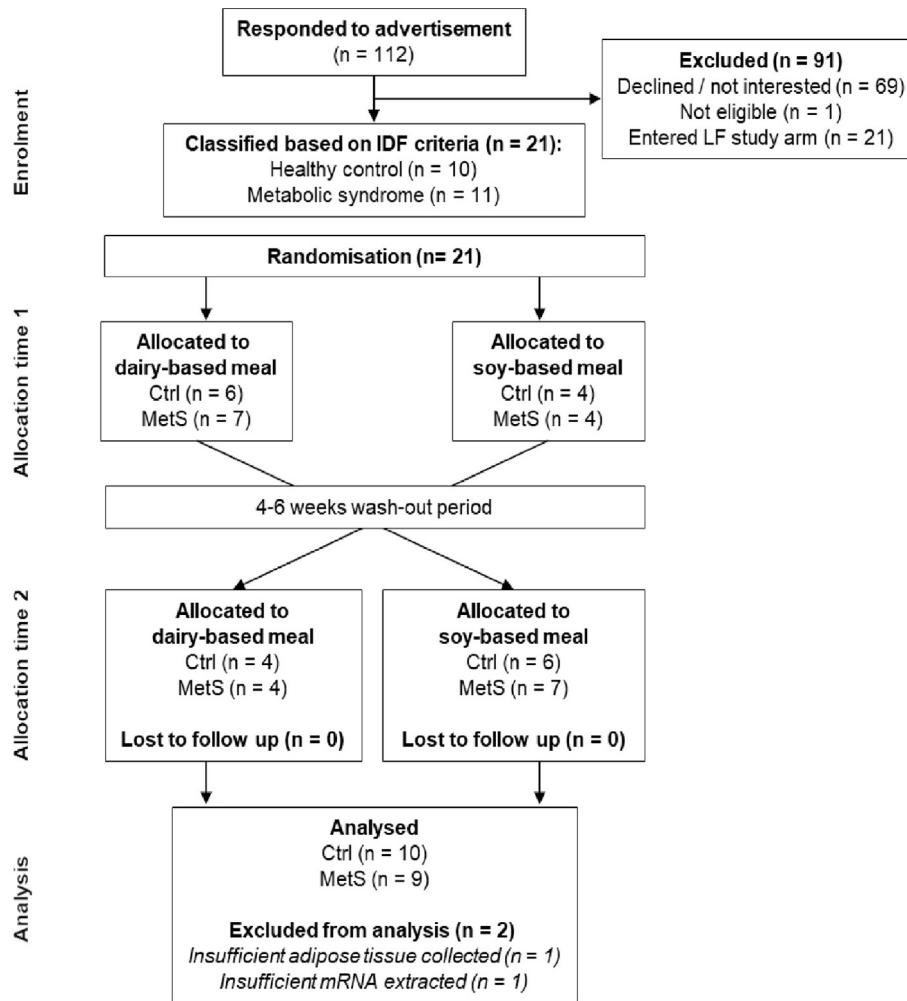 Enrolment
Responded to advertisement
(n = 112)
Excluded (n = 91)
Declined / not interested (n = 69)
Not eligible (n = 1)
Entered LF study arm (n = 21)
Classified based on IDF criteria (n = 21):
Healthy control (n = 10)
Metabolic syndrome (n = 11)
Randomisation (n= 21)
Allocation time 1
Allocated to
dairy-based meal
Ctrl (n = 6)
MetS (n = 7)
Allocated to
soy-based meal
Ctrl (n = 4)
MetS (n = 4)
4-6 weeks wash-out period
Allocation time 2
Allocated to
dairy-based meal
Ctrl (n = 4)
MetS (n = 4)
Lost to follow up (n = 0)
Allocated to
soy-based meal
Ctrl (n = 6)
MetS (n = 7)
Lost to follow up (n = 0)
Analysis
Analysed
Ctrl (n = 10)
MetS (n = 9)
Excluded from analysis (n = 2)
Insufficient adipose tissue collected (n = 1)
Insufficient mRNA extracted (n = 1)